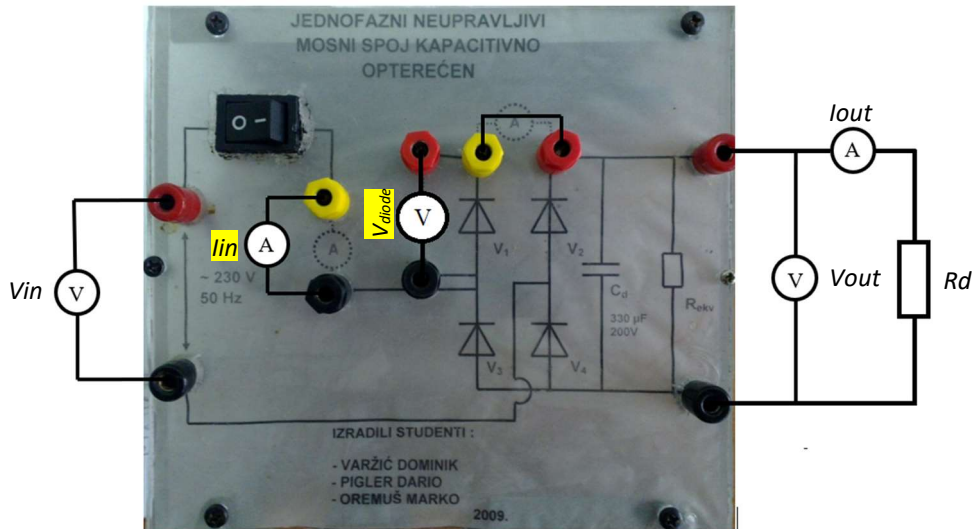 JEDNOFAZNI NEUPRAVLJIVI
MOSNI SPOJ KAPACITIVNO
OPTEREĆEN
O I
A
Iout
A
Vdiode
V
Iin
A
A
V₁
V₂
Vin
V
~ 230 V
50 Hz
Cd
330 µF
200V
Rekv
V
Vout
Rd
V₃
V₄
IZRADILI STUDENTI :
- VARŽIĆ DOMINIK
- PIGLER DARIO
- OREMUŠ MARKO
2009.